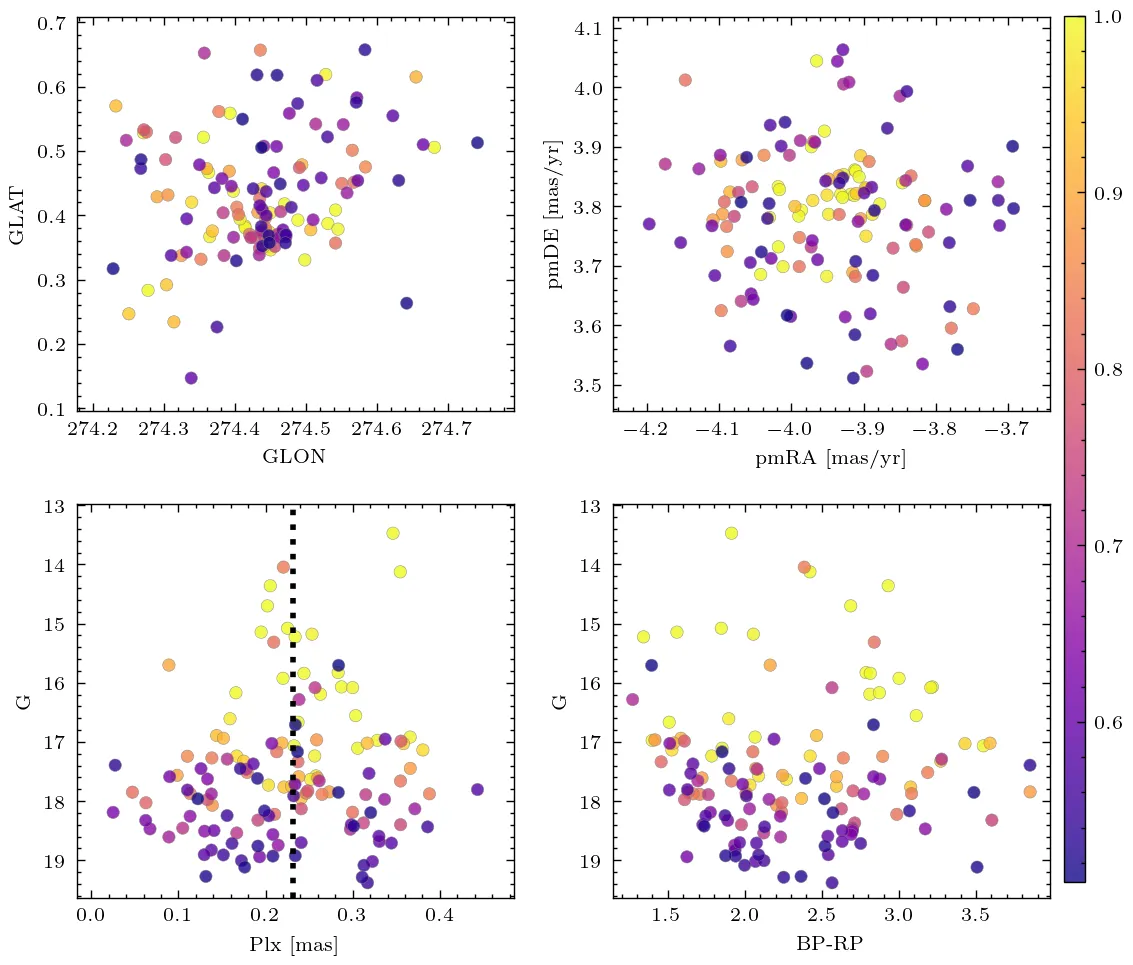 0.7
0.6
0.5
0.4
0.3
0.2
0.1
GLAT
274.2 274.3 274.4 274.5 274.6 274.7
GLON
4.1
4.0
3.9
3.8
3.7
3.6
3.5
pmDE [mas/yr]
−4.2 −4.1 −4.0 −3.9 −3.8 −3.7
pmRA [mas/yr]
1.0
0.9
0.8
0.7
0.6
13
14
15
16
17
18
19
G
0.0 0.1 0.2 0.3 0.4
Plx [mas]
13
14
15
16
17
18
19
G
1.5 2.0 2.5 3.0 3.5
BP-RP